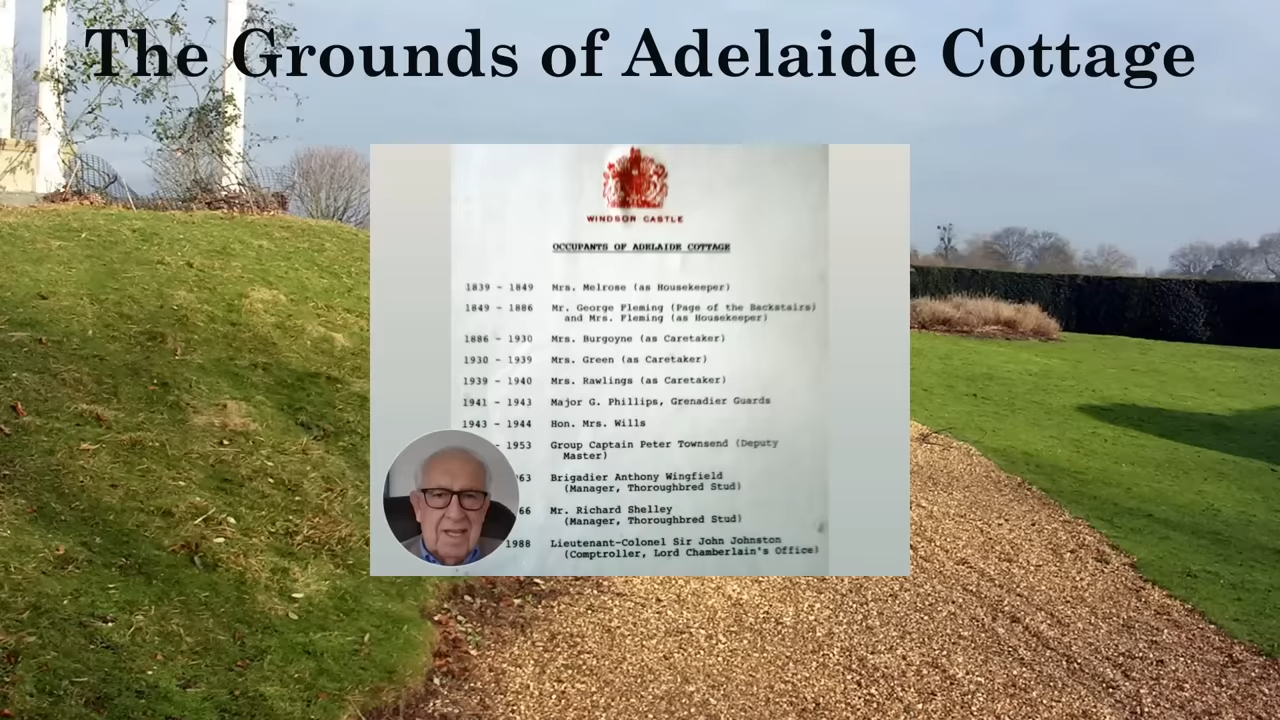 The Grounds of Adelaide Cottage
WINDSOR CASTLE
OCCUPANTS OF ADELAIDE COTTAGE
1839 - 1849 Mrs. Melrose (as Housekeeper)
1849 - 1886 Mr. George Fleming (Page of the Backstairs)
and Mrs. Fleming (as Housekeeper)
1886 - 1930 Mrs. Burgoyne (as Caretaker)
1930 - 1939 Mrs. Green (as Caretaker)
1939 - 1940 Mrs. Rawlings (as Caretaker)
1941 - 1943 Major G. Phillips, Grenadier Guards
1943 - 1944 Hon. Mrs. Wills
- 1953 Group Captain Peter Townsend (Deputy
Master)
63 Brigadier Anthony Wingfield
(Manager, Thoroughbred Stud)
66 Mr. Richard Shelley
(Manager, Thoroughbred Stud)
1988 Lieutenant-Colonel Sir John Johnston
(Comptroller, Lord Chamberlain's Office)